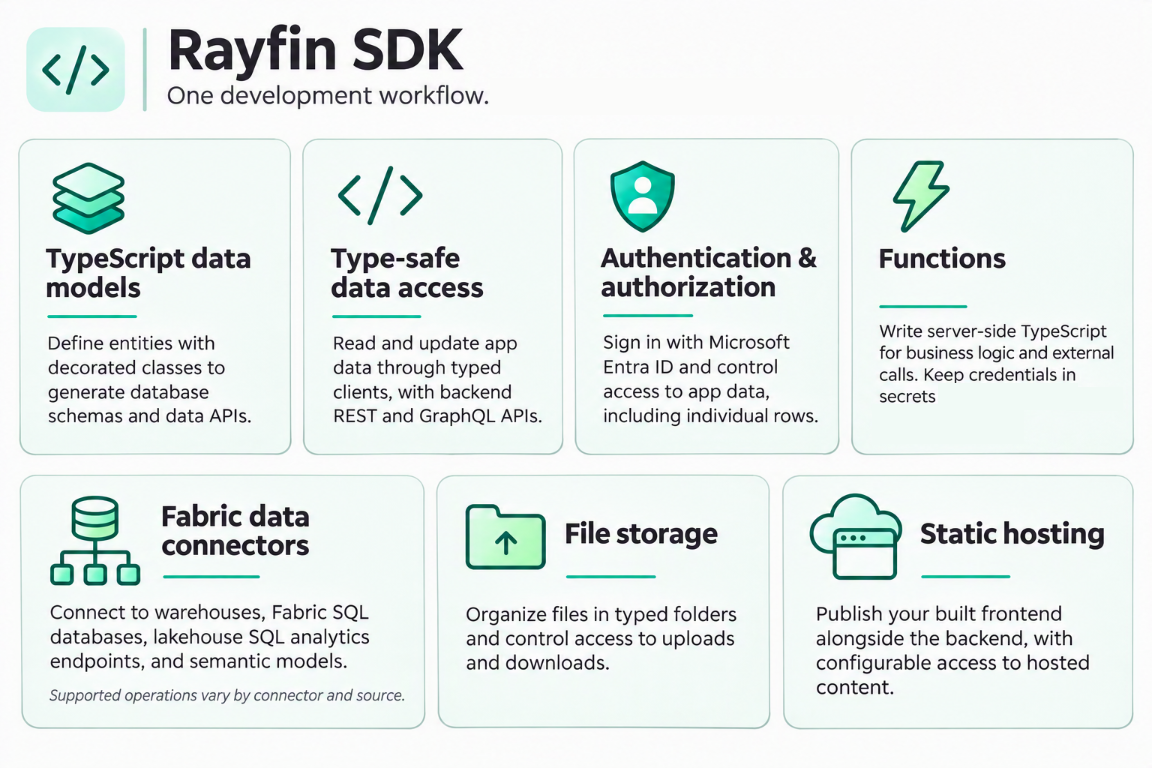 </>
Rayfin SDK
One development workflow.
TypeScript data
models
Define entities with
decorated classes to
generate database
schemas and data APIs.
</>
Type-safe
data access
Read and update app
data through typed
clients, with backend
REST and GraphQL APIs.
Authentication &
authorization
Sign in with Microsoft
Entra ID and control
access to app data,
including individual rows.
Functions
Write server-side TypeScript
for business logic and external
calls. Keep credentials in
secrets
Fabric data
connectors
Connect to warehouses, Fabric SQL
databases, lakehouse SQL analytics
endpoints, and semantic models.
Supported operations vary by connector and source.
File storage
Organize files in typed folders
and control access to uploads
and downloads.
Static hosting
Publish your built frontend
alongside the backend, with
configurable access to hosted
content.